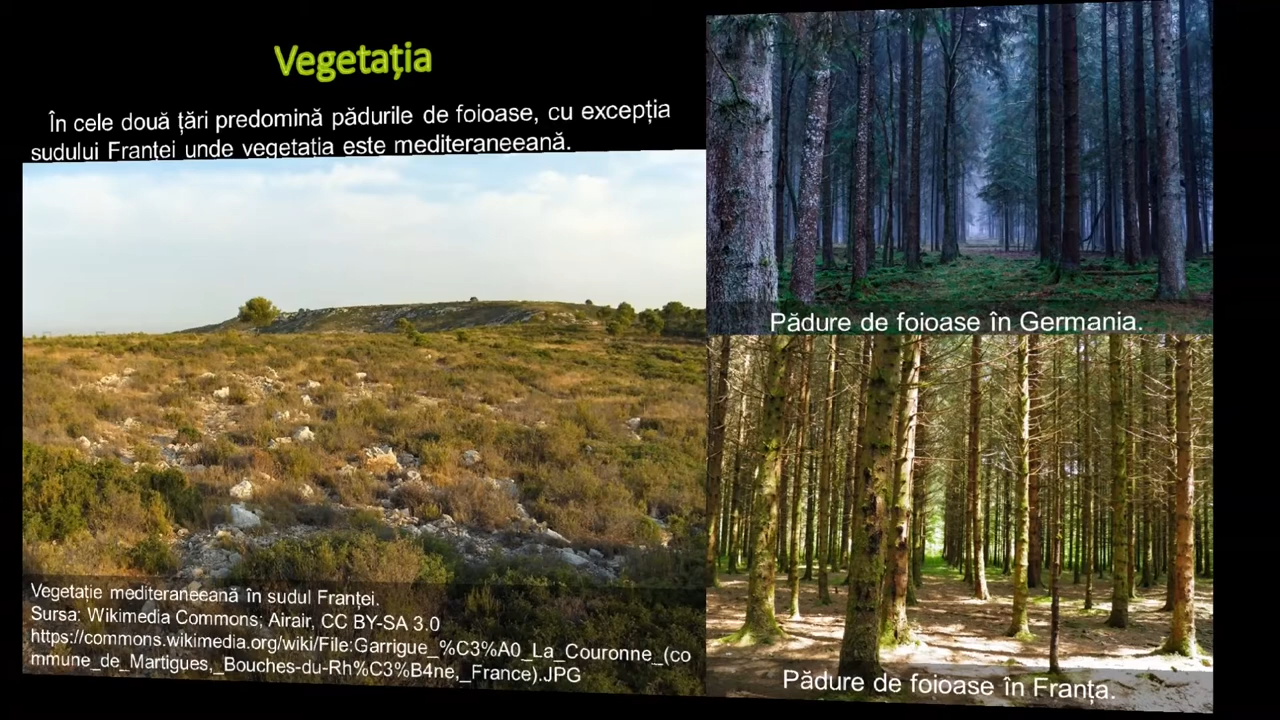 Vegetația
În cele două țări predomină pădurile de foioase, cu excepția
sudului Franței unde vegetația este mediteraneeană.
Pădure de foioase în Germania.
Vegetație mediteraneeană în sudul Franței.
Sursa: Wikimedia Commons; Airair, CC BY-SA 3.0
https://commons.wikimedia.org/wiki/File:Garrigue_%C3%A0_La_Couronne_(co
mmune_de_Martigues,_Bouches-du-Rh%C3%B4ne,_France).JPG
Pădure de foioase în Franța.